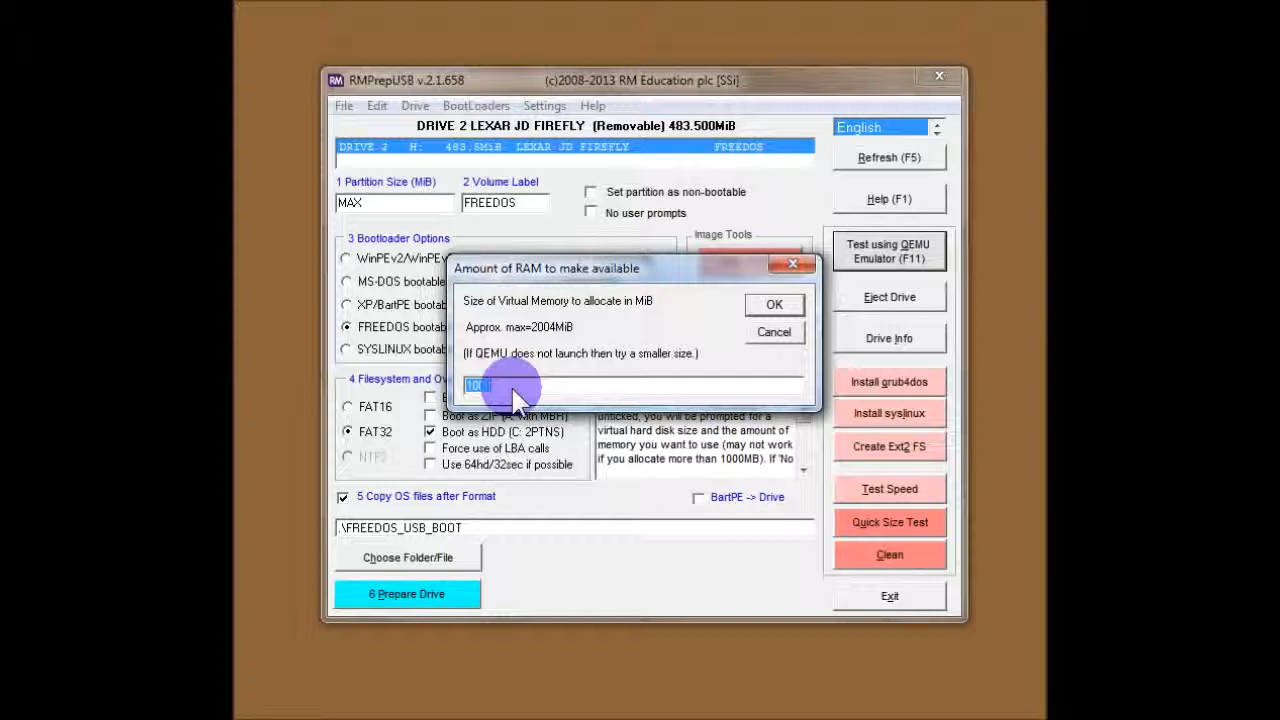 RM RMPrepUSB v.2.1.658 (c)2008-2013 RM Education plc [SSi]
File Edit Drive BootLoaders Settings Help
DRIVE 2 LEXAR JD FIREFLY (Removable) 483.500MiB
DRIVE 2 H: 483.5MiB LEXAR JD FIREFLY FREEDOS
English
Refresh (F5)
1 Partition Size (MiB) 2 Volume Label
MAX FREEDOS
Set partition as non-bootable
No user prompts
Help (F1)
3 Bootloader Options
Image Tools
WinPEv2/WinPEv
MS-DOS bootabl
XP/BartPE bootab
FREEDOS bootab
SYSLINUX bootab
Test using QEMU
Emulator (F11)
Eject Drive
Drive Info
Amount of RAM to make available
Size of Virtual Memory to allocate in MiB
Approx. max=2004MiB
(If QEMU does not launch then try a smaller size.)
OK
Cancel
4 Filesystem and Ov
FAT16
FAT32
NTFS
Boot as ZIP (A: with MBR)
Boot as HDD (C: 2PTNS)
Force use of LBA calls
Use 64hd/32sec if possible
unticked, you will be prompted for a
virtual hard disk size and the amount of
memory you want to use (may not work
if you allocate more than 1000MB). If 'No
Install grub4dos
Install syslinux
Create Ext2 FS
Test Speed
Quick Size Test
Clean
5 Copy OS files after Format
BartPE -> Drive
.\FREEDOS_USB_BOOT
Choose Folder/File
6 Prepare Drive
Exit